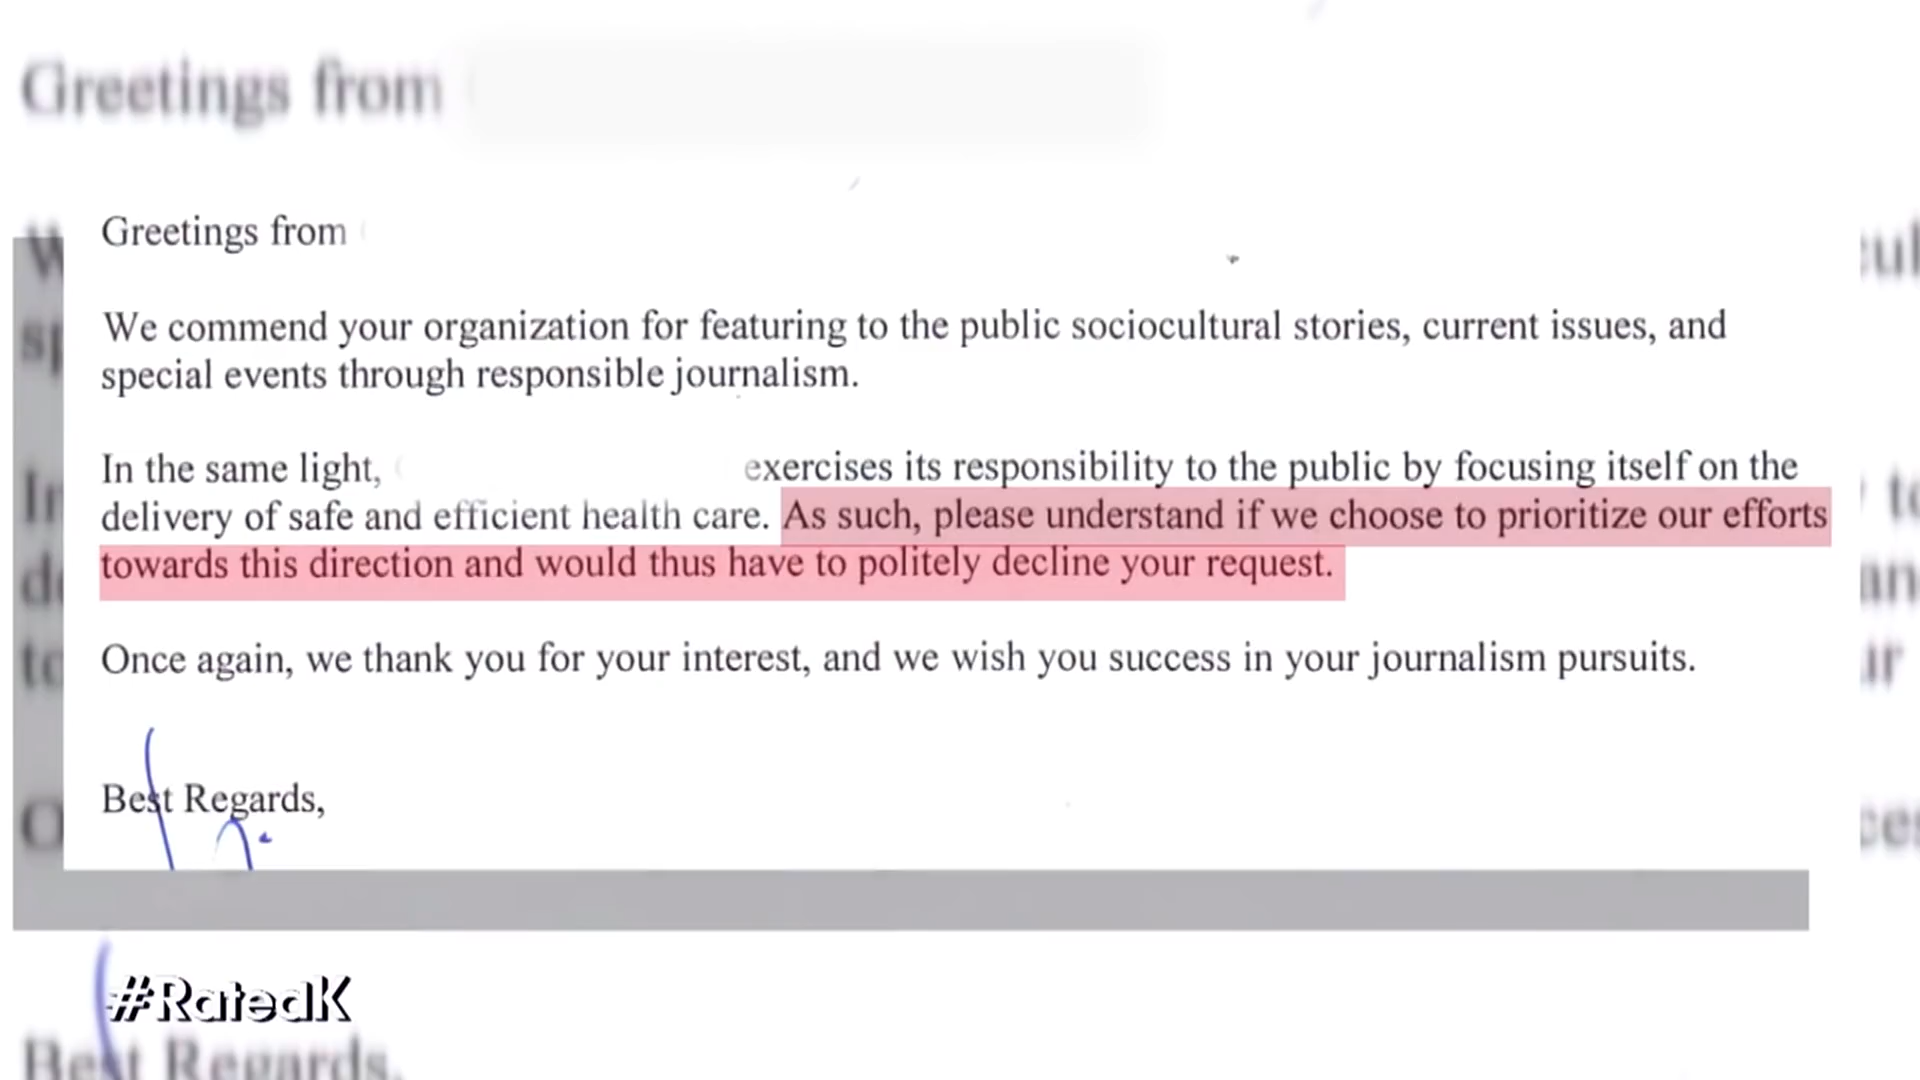 Greetings from
Greetings from
We commend your organization for featuring to the public sociocultural stories, current issues, and
special events through responsible journalism.
In the same light, exercises its responsibility to the public by focusing itself on the
delivery of safe and efficient health care. As such, please understand if we choose to prioritize our efforts
towards this direction and would thus have to politely decline your request.
Once again, we thank you for your interest, and we wish you success in your journalism pursuits.
Best Regards,
#RatedK
Best Regards,